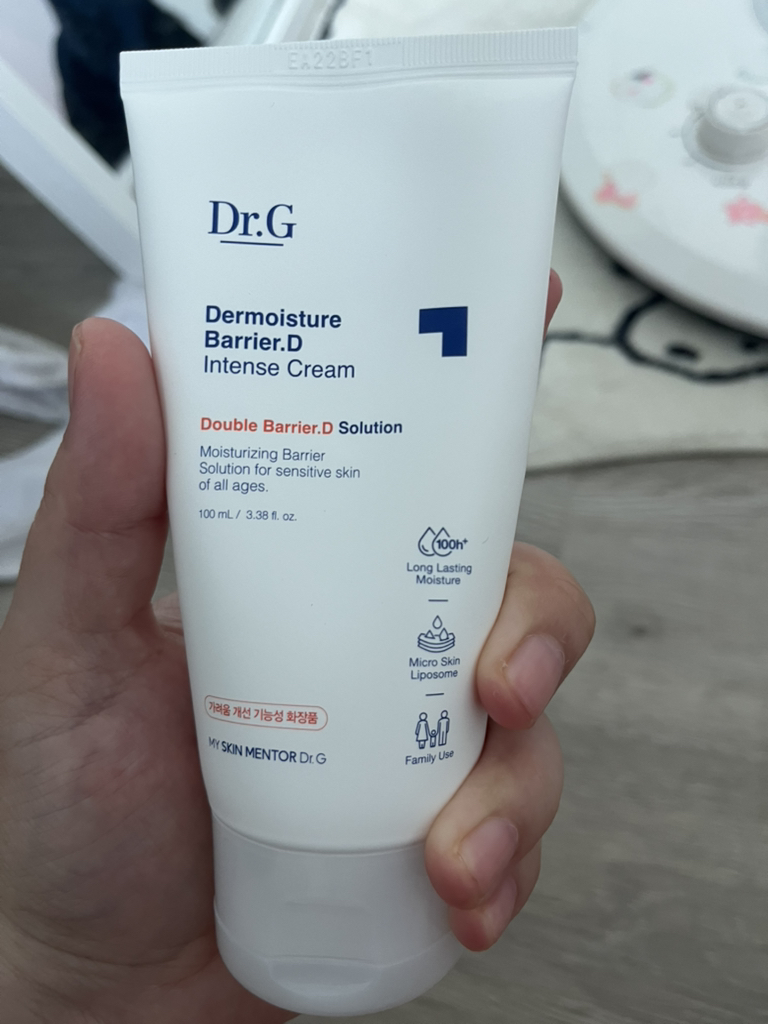 EA22BF1
Dr.G
Dermoisture
Barrier.D
Intense Cream
Double Barrier.D Solution
Moisturizing Barrier
Solution for sensitive skin
of all ages.
100 mL / 3.38 fl. oz.
100h+
Long Lasting
Moisture
Micro Skin
Liposome
Family Use
가려움 개선 기능성 화장품
MY SKIN MENTOR Dr.G